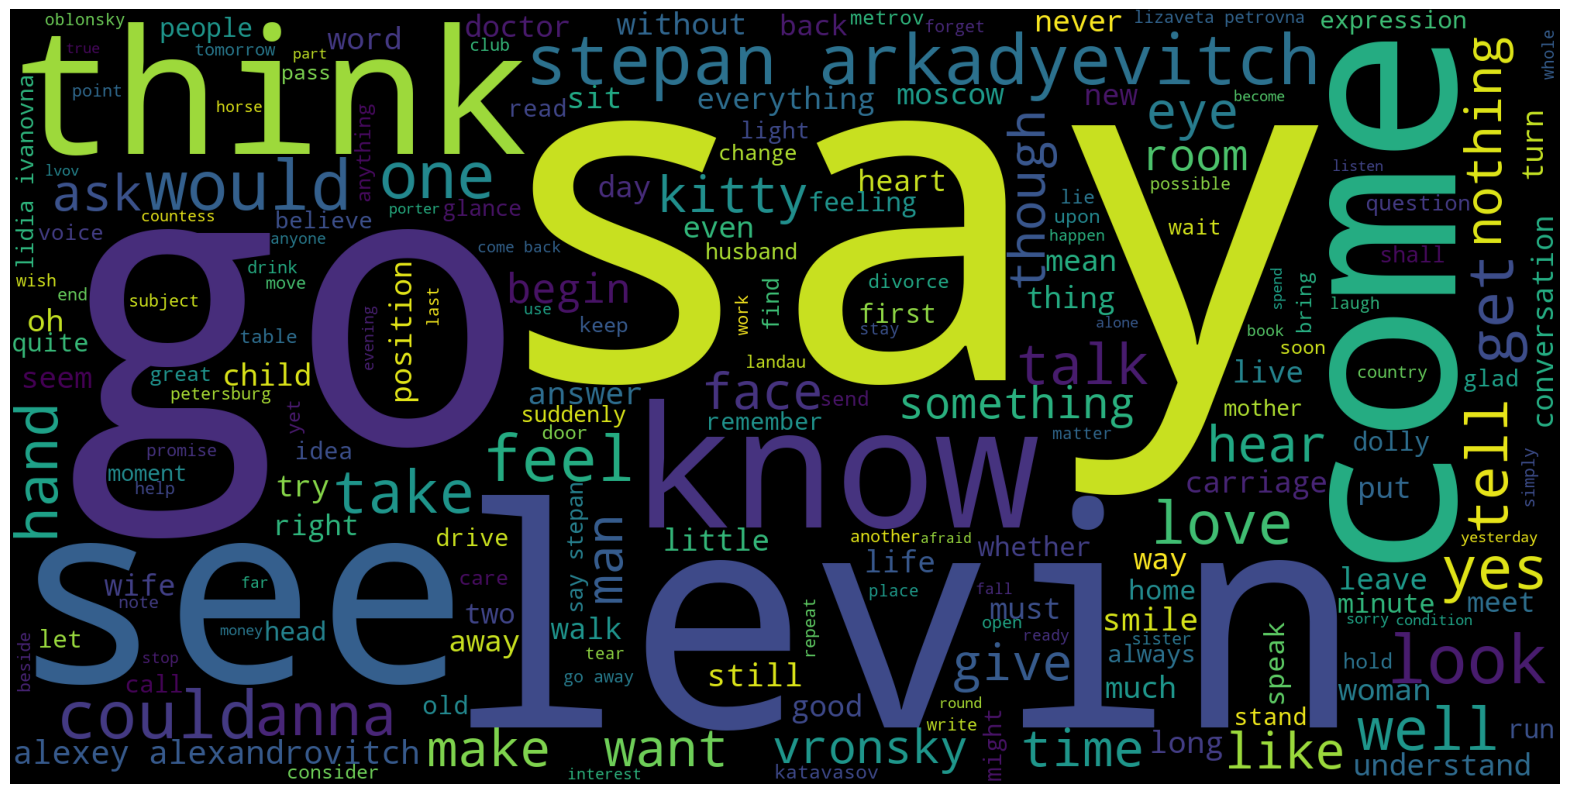 oblonsky people doctor without back metrov forget never lizaveta petrovna expression
true tomorrow part word club
think stepan arkadyevitch come
point pass horse read sit everything moscow new become eye whole
lidia ivanovna anything light change though nothing turn
lvov ask would one say room
countess believe porter glance day kitty feeling heart possible lie listen question
voice anyone come back even husband upon happen wait shall
wish drink move begin mean get conversation
end subject position last use keep work find divorce first thing spend bring laugh
oh evening stay alone book soon
quite table go landau talk live country glad
seem great child answer face send something mother
petersburg yet suddenly remember tell
hand promise idea door know matter hear dolly
moment help try take feel carriage put simply
right drive say stepan man little another afraid whether love yesterday
see levin way yes
wife far care life place fall home leave
note two must minute meet
money head walk tear repeat open ready smile sister sorry condition
let away always
beside stop go away still give speak hold look
call old good round much woman
could anna write might stand
alexey alexandrovitch make want vronsky time long like well run
consider interest katavasov understand